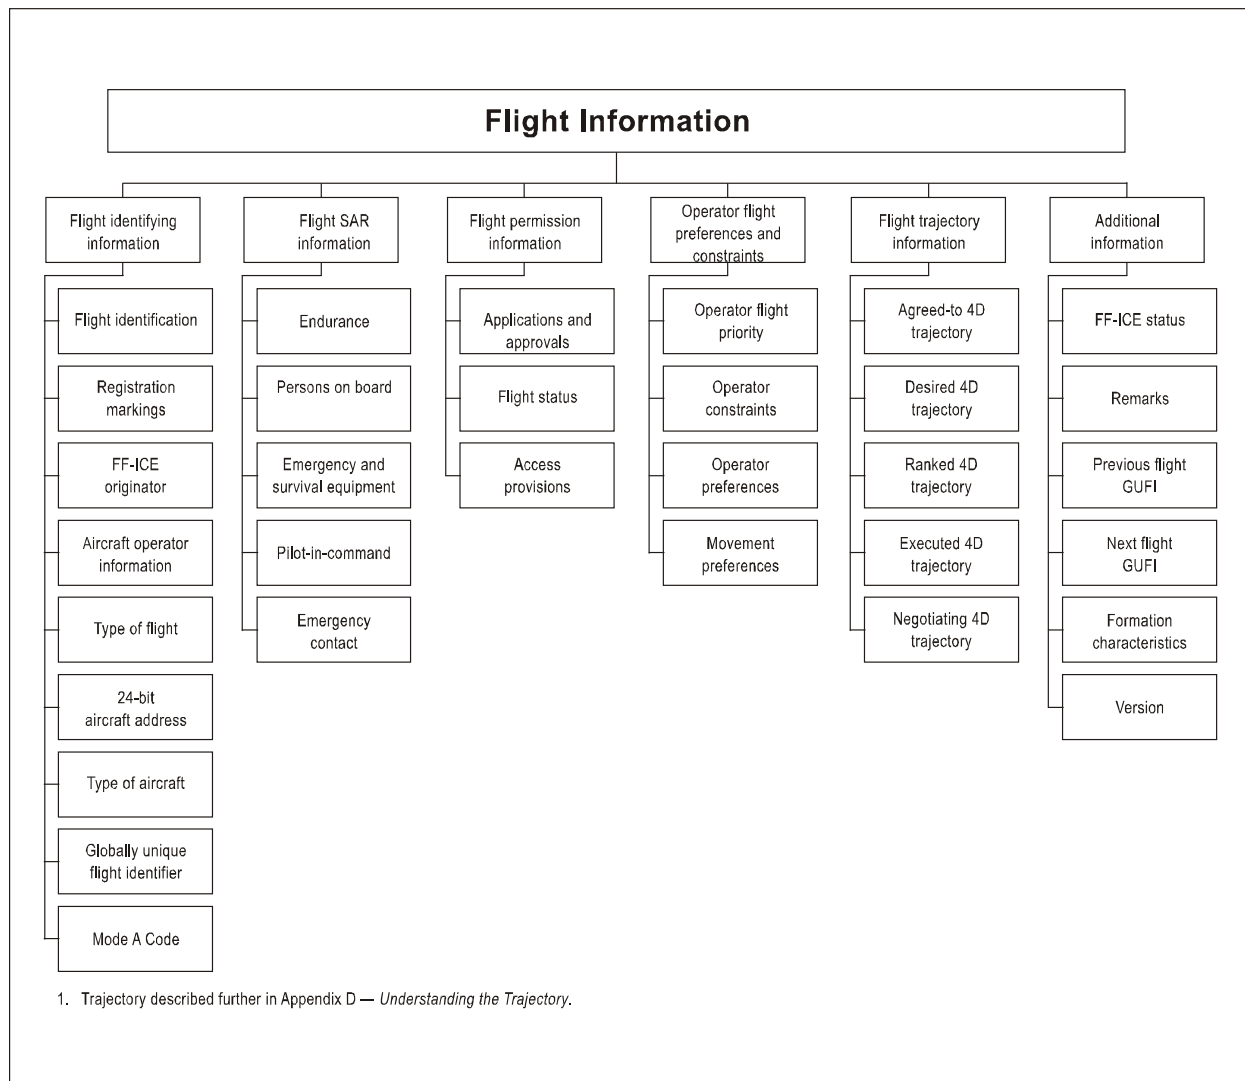 Flight Information
Flight identifying
information
Flight SAR
information
Flight permission
information
Operator flight
preferences and
constraints
Flight trajectory
information
Additional
information
Flight identification
Registration
markings
FF-ICE
originator
Aircraft operator
information
Type of flight
24-bit
aircraft address
Type of aircraft
Globally unique
flight identifier
Mode A Code
Endurance
Persons on board
Emergency and
survival equipment
Pilot-in-command
Emergency
contact
Applications and
approvals
Flight status
Access
provisions
Operator flight
priority
Operator
constraints
Operator
preferences
Movement
preferences
Agreed-to 4D
trajectory
Desired 4D
trajectory
Ranked 4D
trajectory
Executed 4D
trajectory
Negotiating 4D
trajectory
FF-ICE status
Remarks
Previous flight
GUFI
Next flight
GUFI
Formation
characteristics
Version
1. Trajectory described further in Appendix D — Understanding the Trajectory.